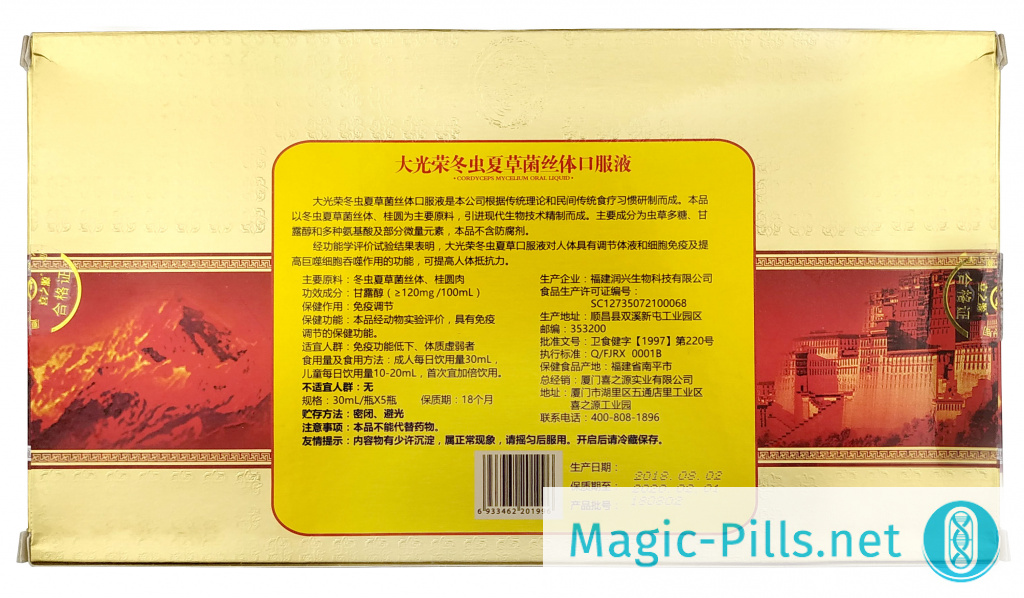 大光荣冬虫夏草菌丝体口服液
·CORDYCEPS MYCELIUM ORAL LIQUID·
大光荣冬虫夏草菌丝体口服液是本公司根据传统理论和民间传统食疗习惯研制而成。本品
以冬虫夏草菌丝体、桂圆为主要原料，引进现代生物技术精制而成。主要成分为虫草多糖、甘
露醇和多种氨基酸及部分微量元素，本品不含防腐剂。
经功能学评价试验结果表明，大光荣冬虫夏草口服液对人体具有调节体液和细胞免疫及提
高巨噬细胞吞噬作用的功能，可提高人体抵抗力。
主要原料：冬虫夏草菌丝体、桂圆肉
功效成分：甘露醇（≥120mg /100mL）
保健作用：免疫调节
保健功能：本品经动物实验评价，具有免疫
调节的保健功能。
适宜人群：免疫功能低下、体质虚弱者
食用量及食用方法：成人每日饮用量30mL，
儿童每日饮用量10-20mL，首次宜加倍饮用。
不适宜人群：无
规格：30mL/瓶X5瓶 保质期：18个月
贮存方法：密闭、避光
注意事项：本品不能代替药物。
友情提示：内容物有少许沉淀，属正常现象，请摇匀后服用。开启后请冷藏保存。
生产企业：福建润兴生物科技有限公司
食品生产许可证编号：
SC12735072100068
生产地址：顺昌县双溪新屯工业园区
邮编：353200
批准文号：卫食健字【1997】第220号
执行标准：Q/FJRX 0001B
保健食品产地：福建省南平市
总经销：厦门喜之源实业有限公司
地址：厦门市湖里区五通店里工业区
喜之源工业园
联系电话：400-808-1896
生产日期：
2018.08.02
保质期至：
产品批号：
合格证
合格证
Magic-Pills.net